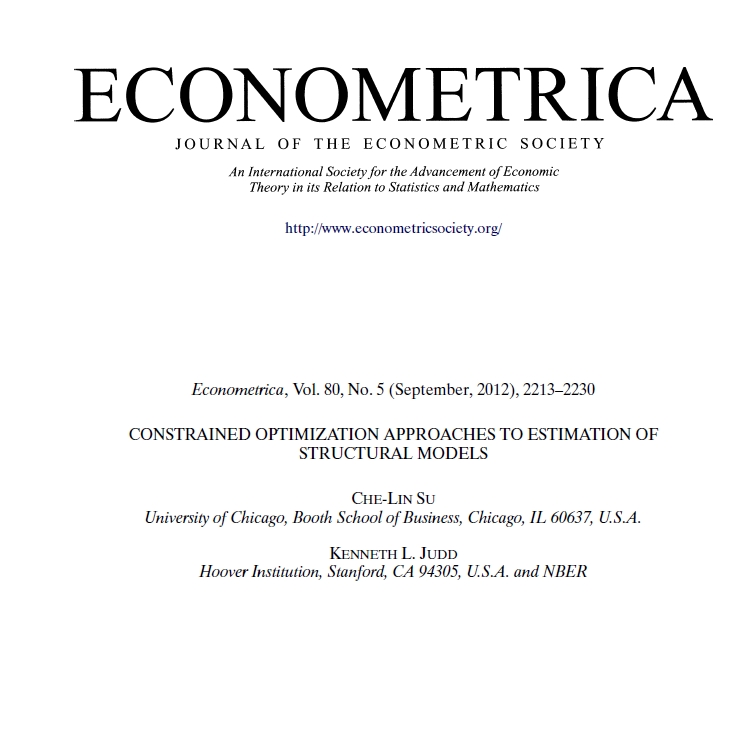 ECONOMETRICA
JOURNAL OF THE ECONOMETRIC SOCIETY
An International Society for the Advancement of Economic
Theory in its Relation to Statistics and Mathematics
http://www.econometricsociety.org/
Econometrica, Vol. 80, No. 5 (September, 2012), 2213–2230
CONSTRAINED OPTIMIZATION APPROACHES TO ESTIMATION OF
STRUCTURAL MODELS
CHE-LIN SU
University of Chicago, Booth School of Business, Chicago, IL 60637, U.S.A.
KENNETH L. JUDD
Hoover Institution, Stanford, CA 94305, U.S.A. and NBER